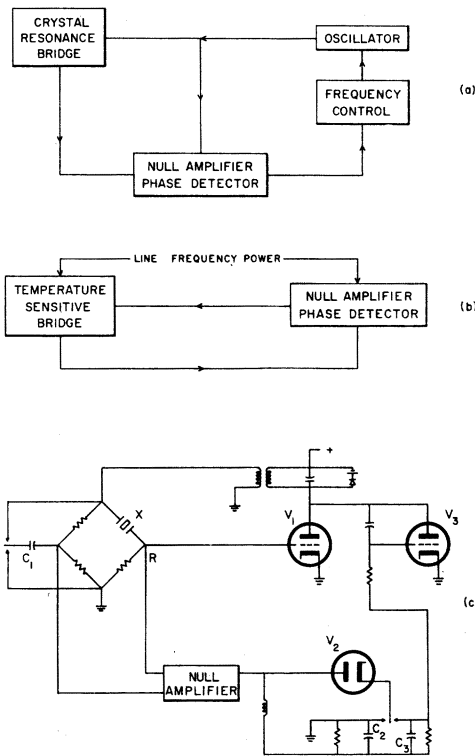 CRYSTAL
RESONANCE
BRIDGE
OSCILLATOR
FREQUENCY
CONTROL
(a)
NULL AMPLIFIER
PHASE DETECTOR
LINE FREQUENCY POWER
TEMPERATURE
SENSITIVE
BRIDGE
NULL AMPLIFIER
PHASE DETECTOR
(b)
+
X
V1
V3
C1
R
(c)
V2
NULL
AMPLIFIER
C2
C3